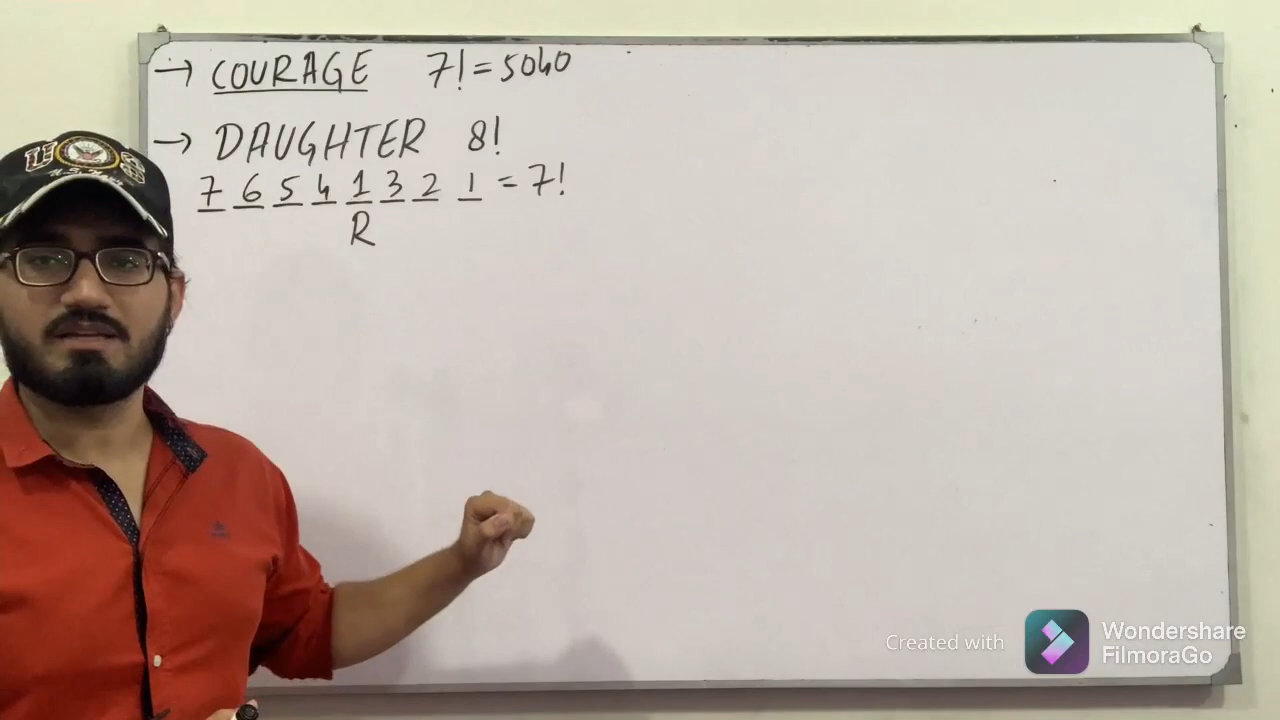 → COURAGE 7! = 5040
→ DAUGHTER 8!
7 6 5 4 1 3 2 1 = 7!
R
Created with Wondershare
FilmoraGo